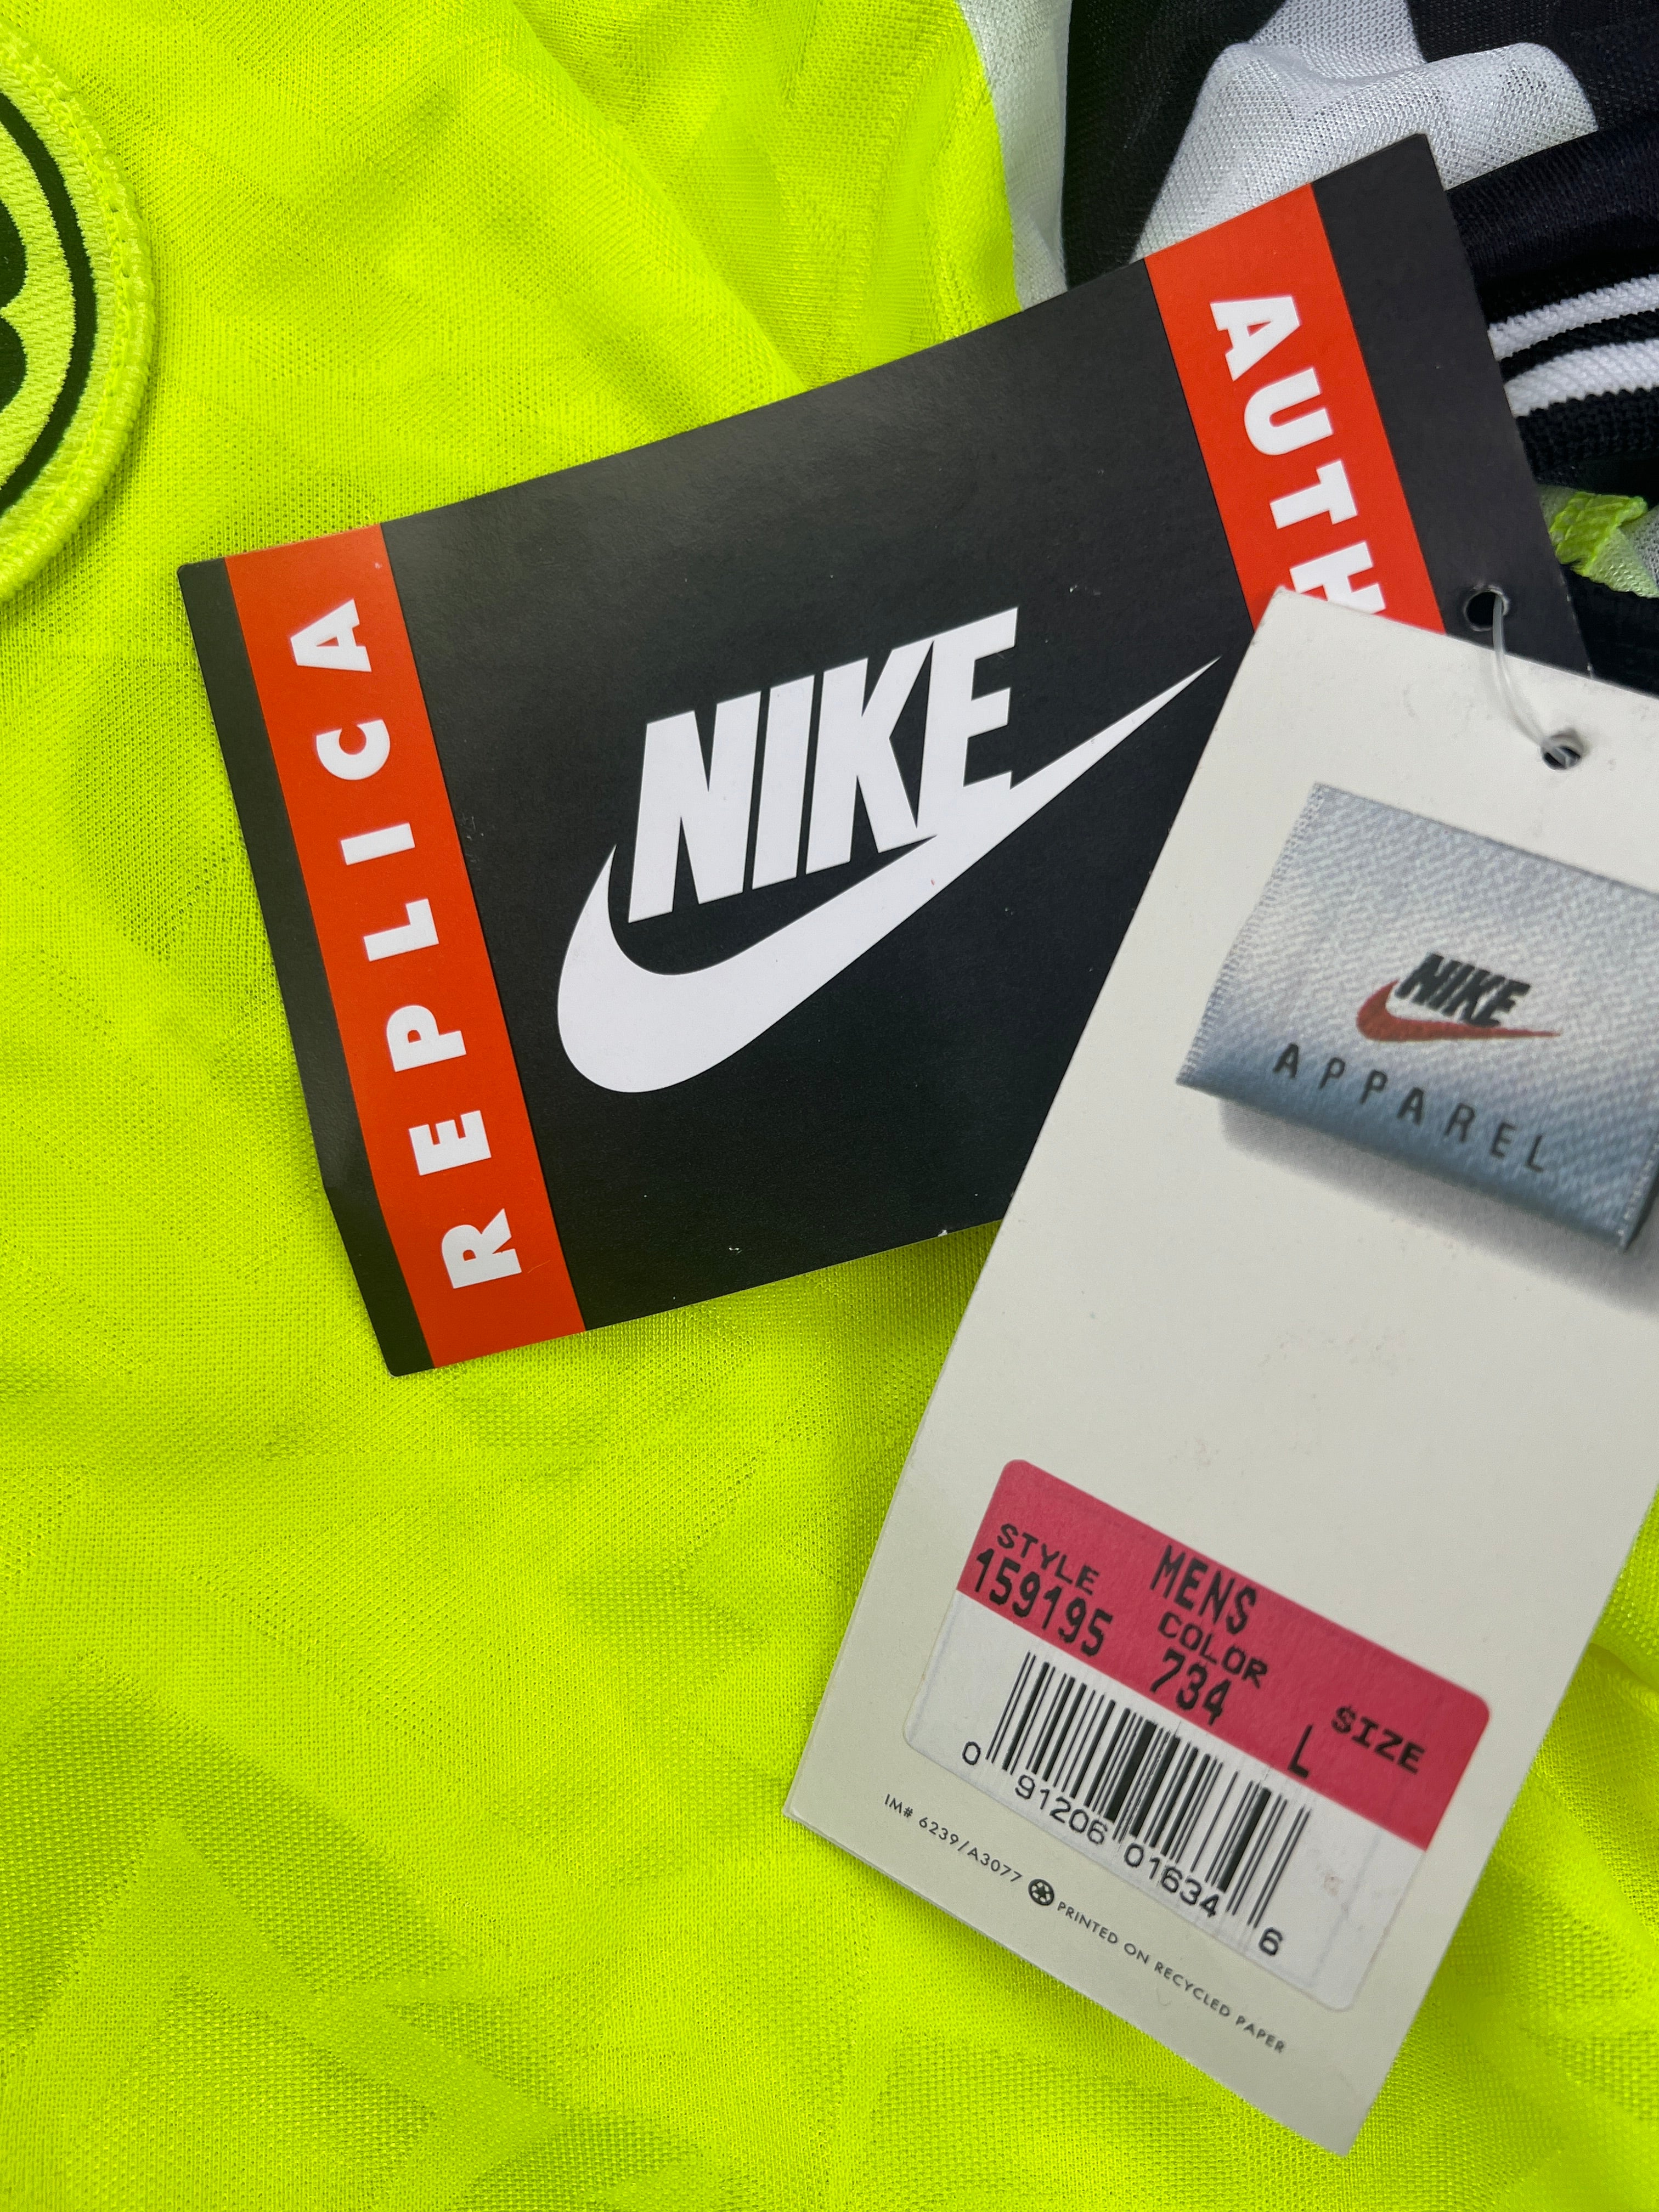 REPLICA
NIKE
AUTH
NIKE
APPAREL
MENS
STYLE COLOR SIZE
159195 734 L
0 91206 01634 6
IM# 6239/A3077 PRINTED ON RECYCLED PAPER